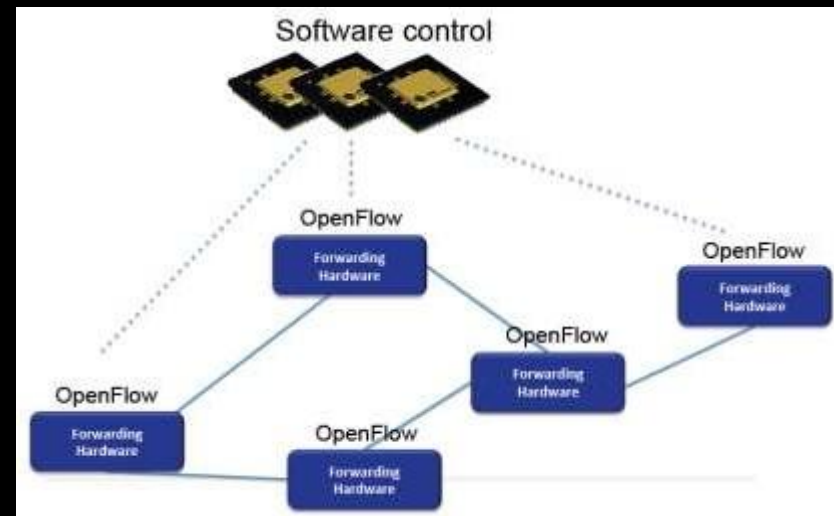 Software control
OpenFlow
Forwarding
Hardware
OpenFlow
Forwarding
Hardware
OpenFlow
Forwarding
Hardware
OpenFlow
Forwarding
Hardware
OpenFlow
Forwarding
Hardware